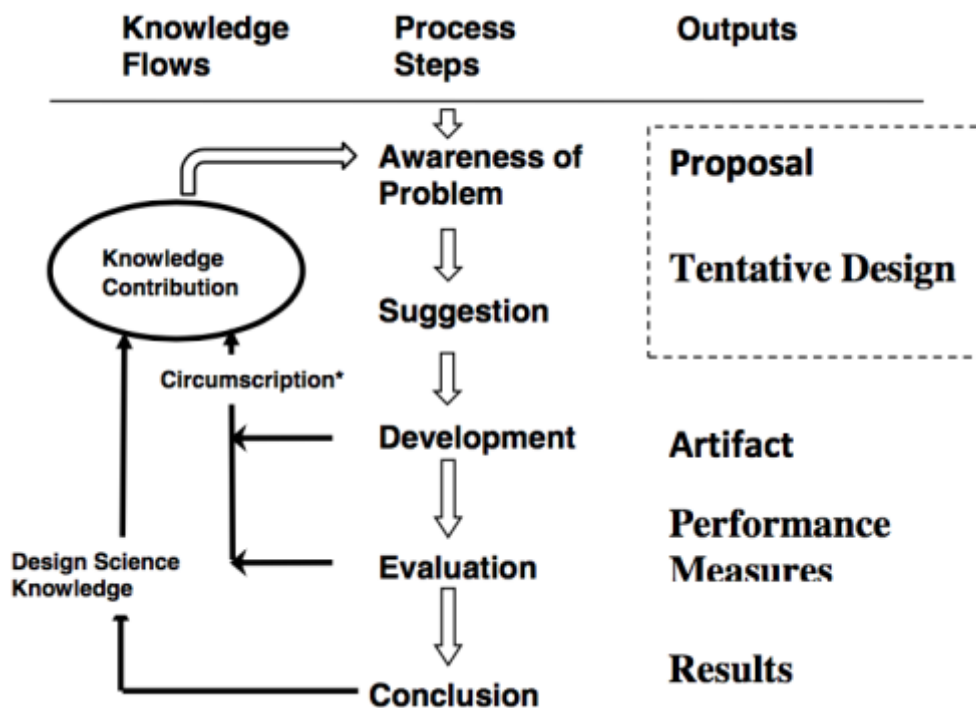 Knowledge
Flows
Process
Steps
Outputs
Awareness of
Problem
Proposal
Knowledge
Contribution
Tentative Design
Suggestion
Circumscription*
Development
Artifact
Design Science
Knowledge
Evaluation
Performance
Measures
Conclusion
Results